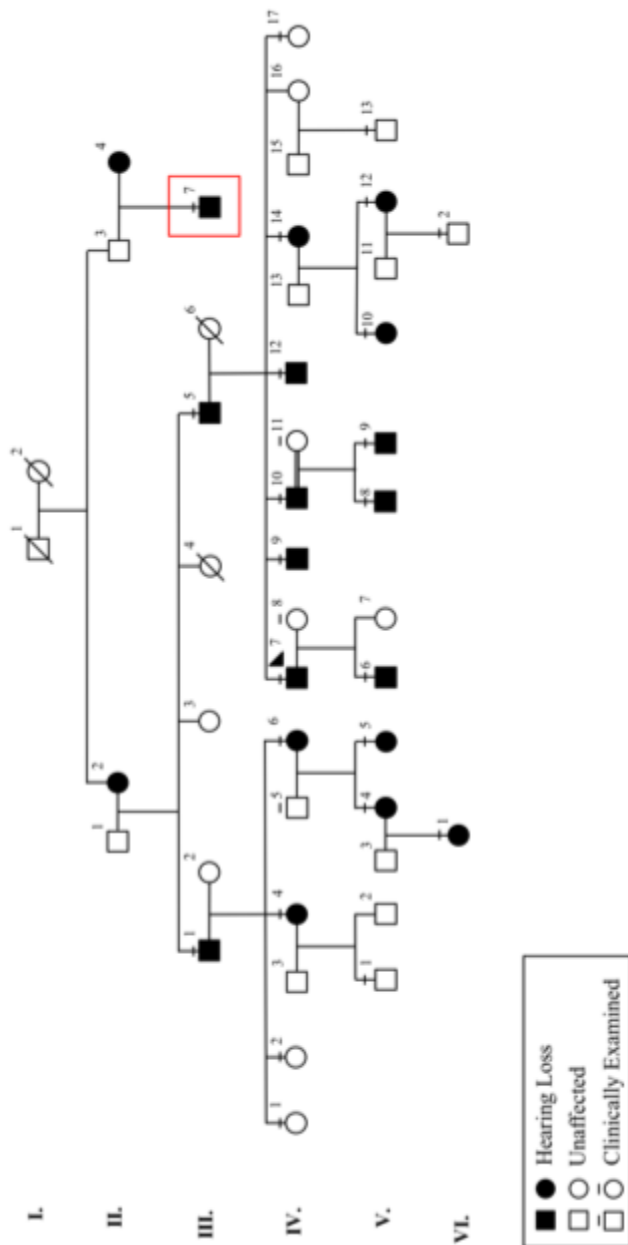 I. 1 2
II. 1 2 3 4
III. 1 2 3 4 5 6 7
IV. 1 2 3 4 5 6 7 8 9 10 11 12 13 14 15 16 17
V. 1 2 3 4 5 6 7 8 9 10 11 12 13
VI. 1 2
Hearing Loss
Unaffected
Clinically Examined